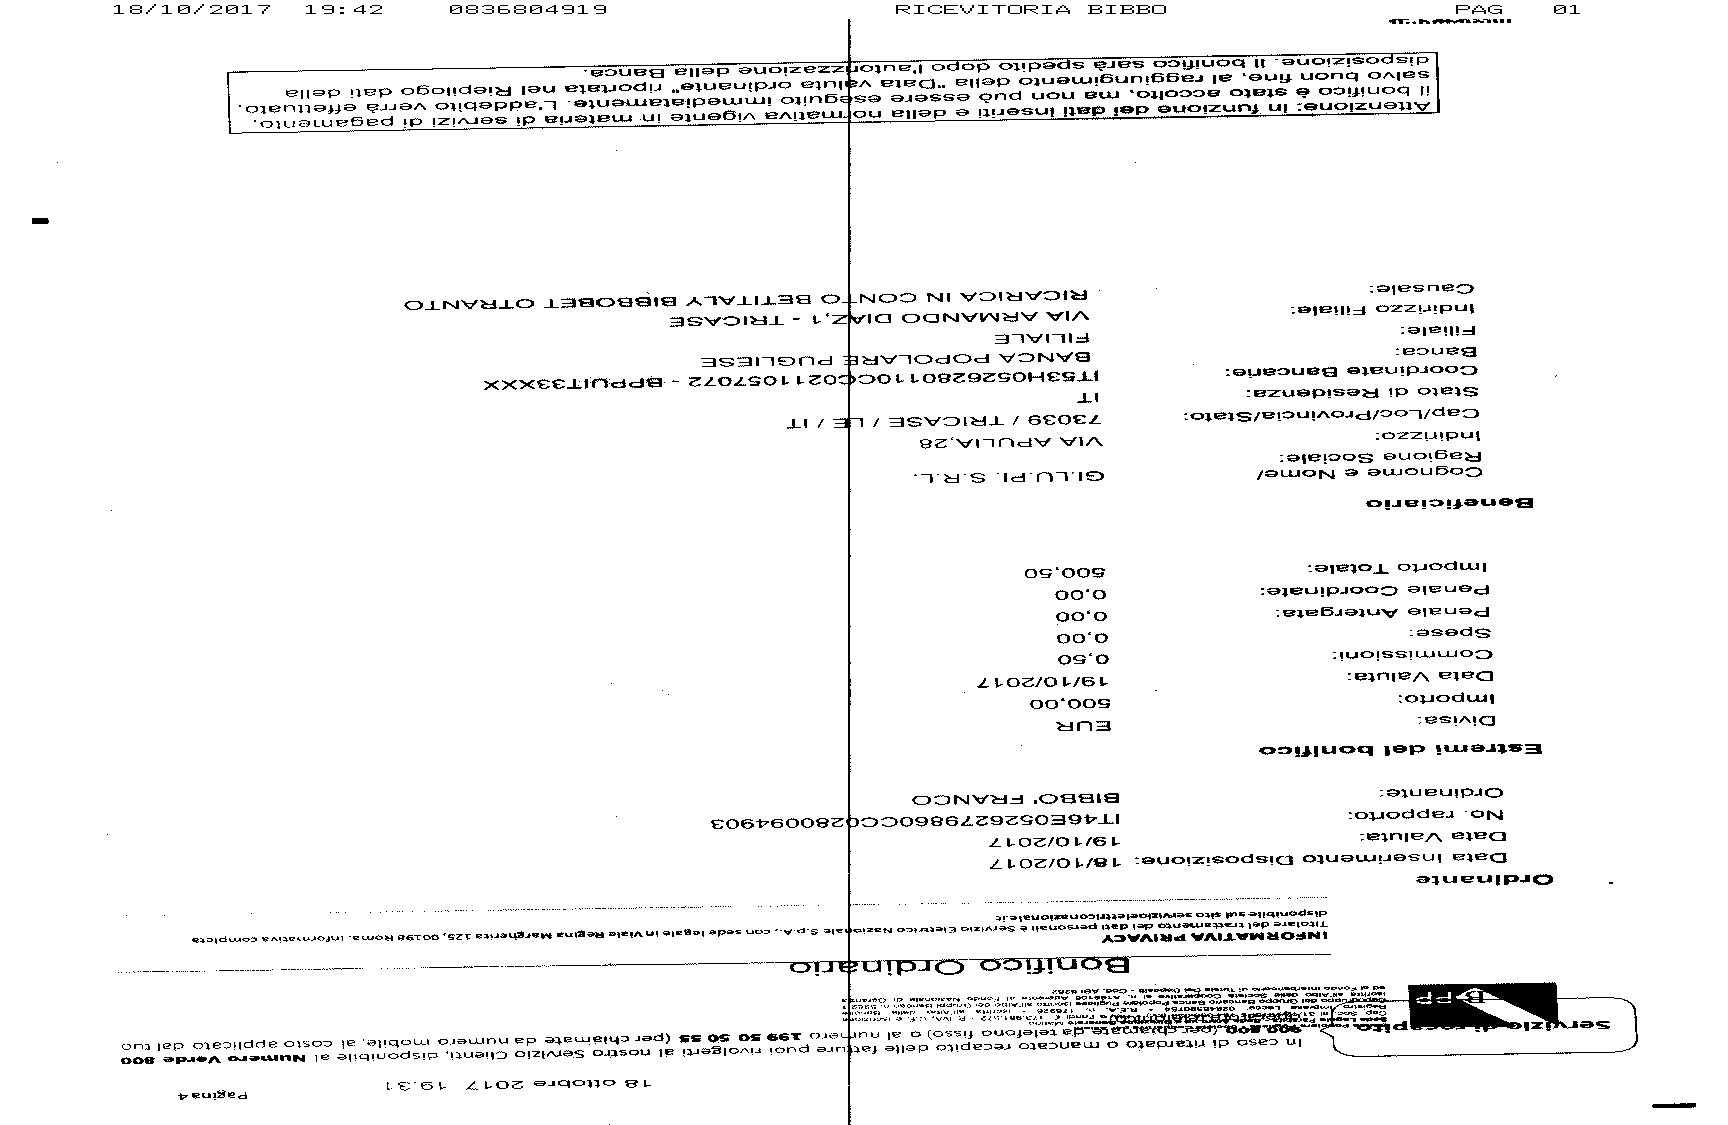 18/10/2017 19:42 0836804919 RICEVITORIA BIBBO PAG 01
Pagina 4
18 ottobre 2017 19.31
In caso di ritardato o mancato recapito delle fatture puoi rivolgerti al nostro Servizio Clienti, disponibile al Numero Verde 800
(per chiamate da telefono fisso) o al numero 199 50 50 55 (per chiamate da numero mobile, al costo applicato dal tuo
servizio di recapito
BPP
Bonifico Ordinario
INFORMATIVA PRIVACY
Titolare del trattamento dei dati personali è Servizio Elettrico Nazionale S.p.A., con sede legale in Viale Regina Margherita 125, 00198 Roma. Informativa completa
disponibile sul sito servizioelettriconazionale.it
Ordinante
Data Inserimento Disposizione: 18/10/2017
Data Valuta: 19/10/2017
No. rapporto: IT46E0526279860CC0280094903
Ordinante: BIBBO' FRANCO
Estremi del bonifico
Divisa: EUR
Importo: 500,00
Data Valuta: 19/10/2017
Commissioni: 0,50
Spese: 0,00
Penale Antergata: 0,00
Penale Coordinate: 0,00
Importo Totale: 500,50
Beneficiario
Cognome e Nome/ GI.LU.PI. S.R.L.
Ragione Sociale:
Indirizzo: VIA APULIA,28
Cap/Loc/Provincia/Stato: 73039 / TRICASE / LE / IT
Stato di Residenza: IT
Coordinate Bancarie: IT53H0526280110CC0211057072 - BPPUIT33XXX
Banca: BANCA POPOLARE PUGLIESE
Filiale: FILIALE
Indirizzo Filiale: VIA ARMANDO DIAZ,1 - TRICASE
Causale: RICARICA IN CONTO BETITALY BIBBOBET OTRANTO
Attenzione: In funzione dei dati inseriti e della normativa vigente in materia di servizi di pagamento,
il bonifico è stato accolto, ma non può essere eseguito immediatamente. L'addebito verrà effettuato,
salvo buon fine, al raggiungimento della "Data valuta ordinante" riportata nel Riepilogo dati della
disposizione. Il bonifico sarà spedito dopo l'autorizzazione della Banca.